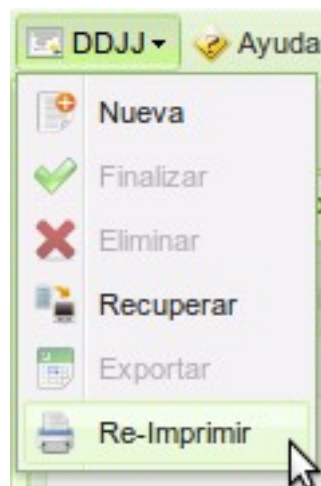 DDJJ Ayuda
Nueva
Finalizar
Eliminar
Recuperar
Exportar
Re-Imprimir